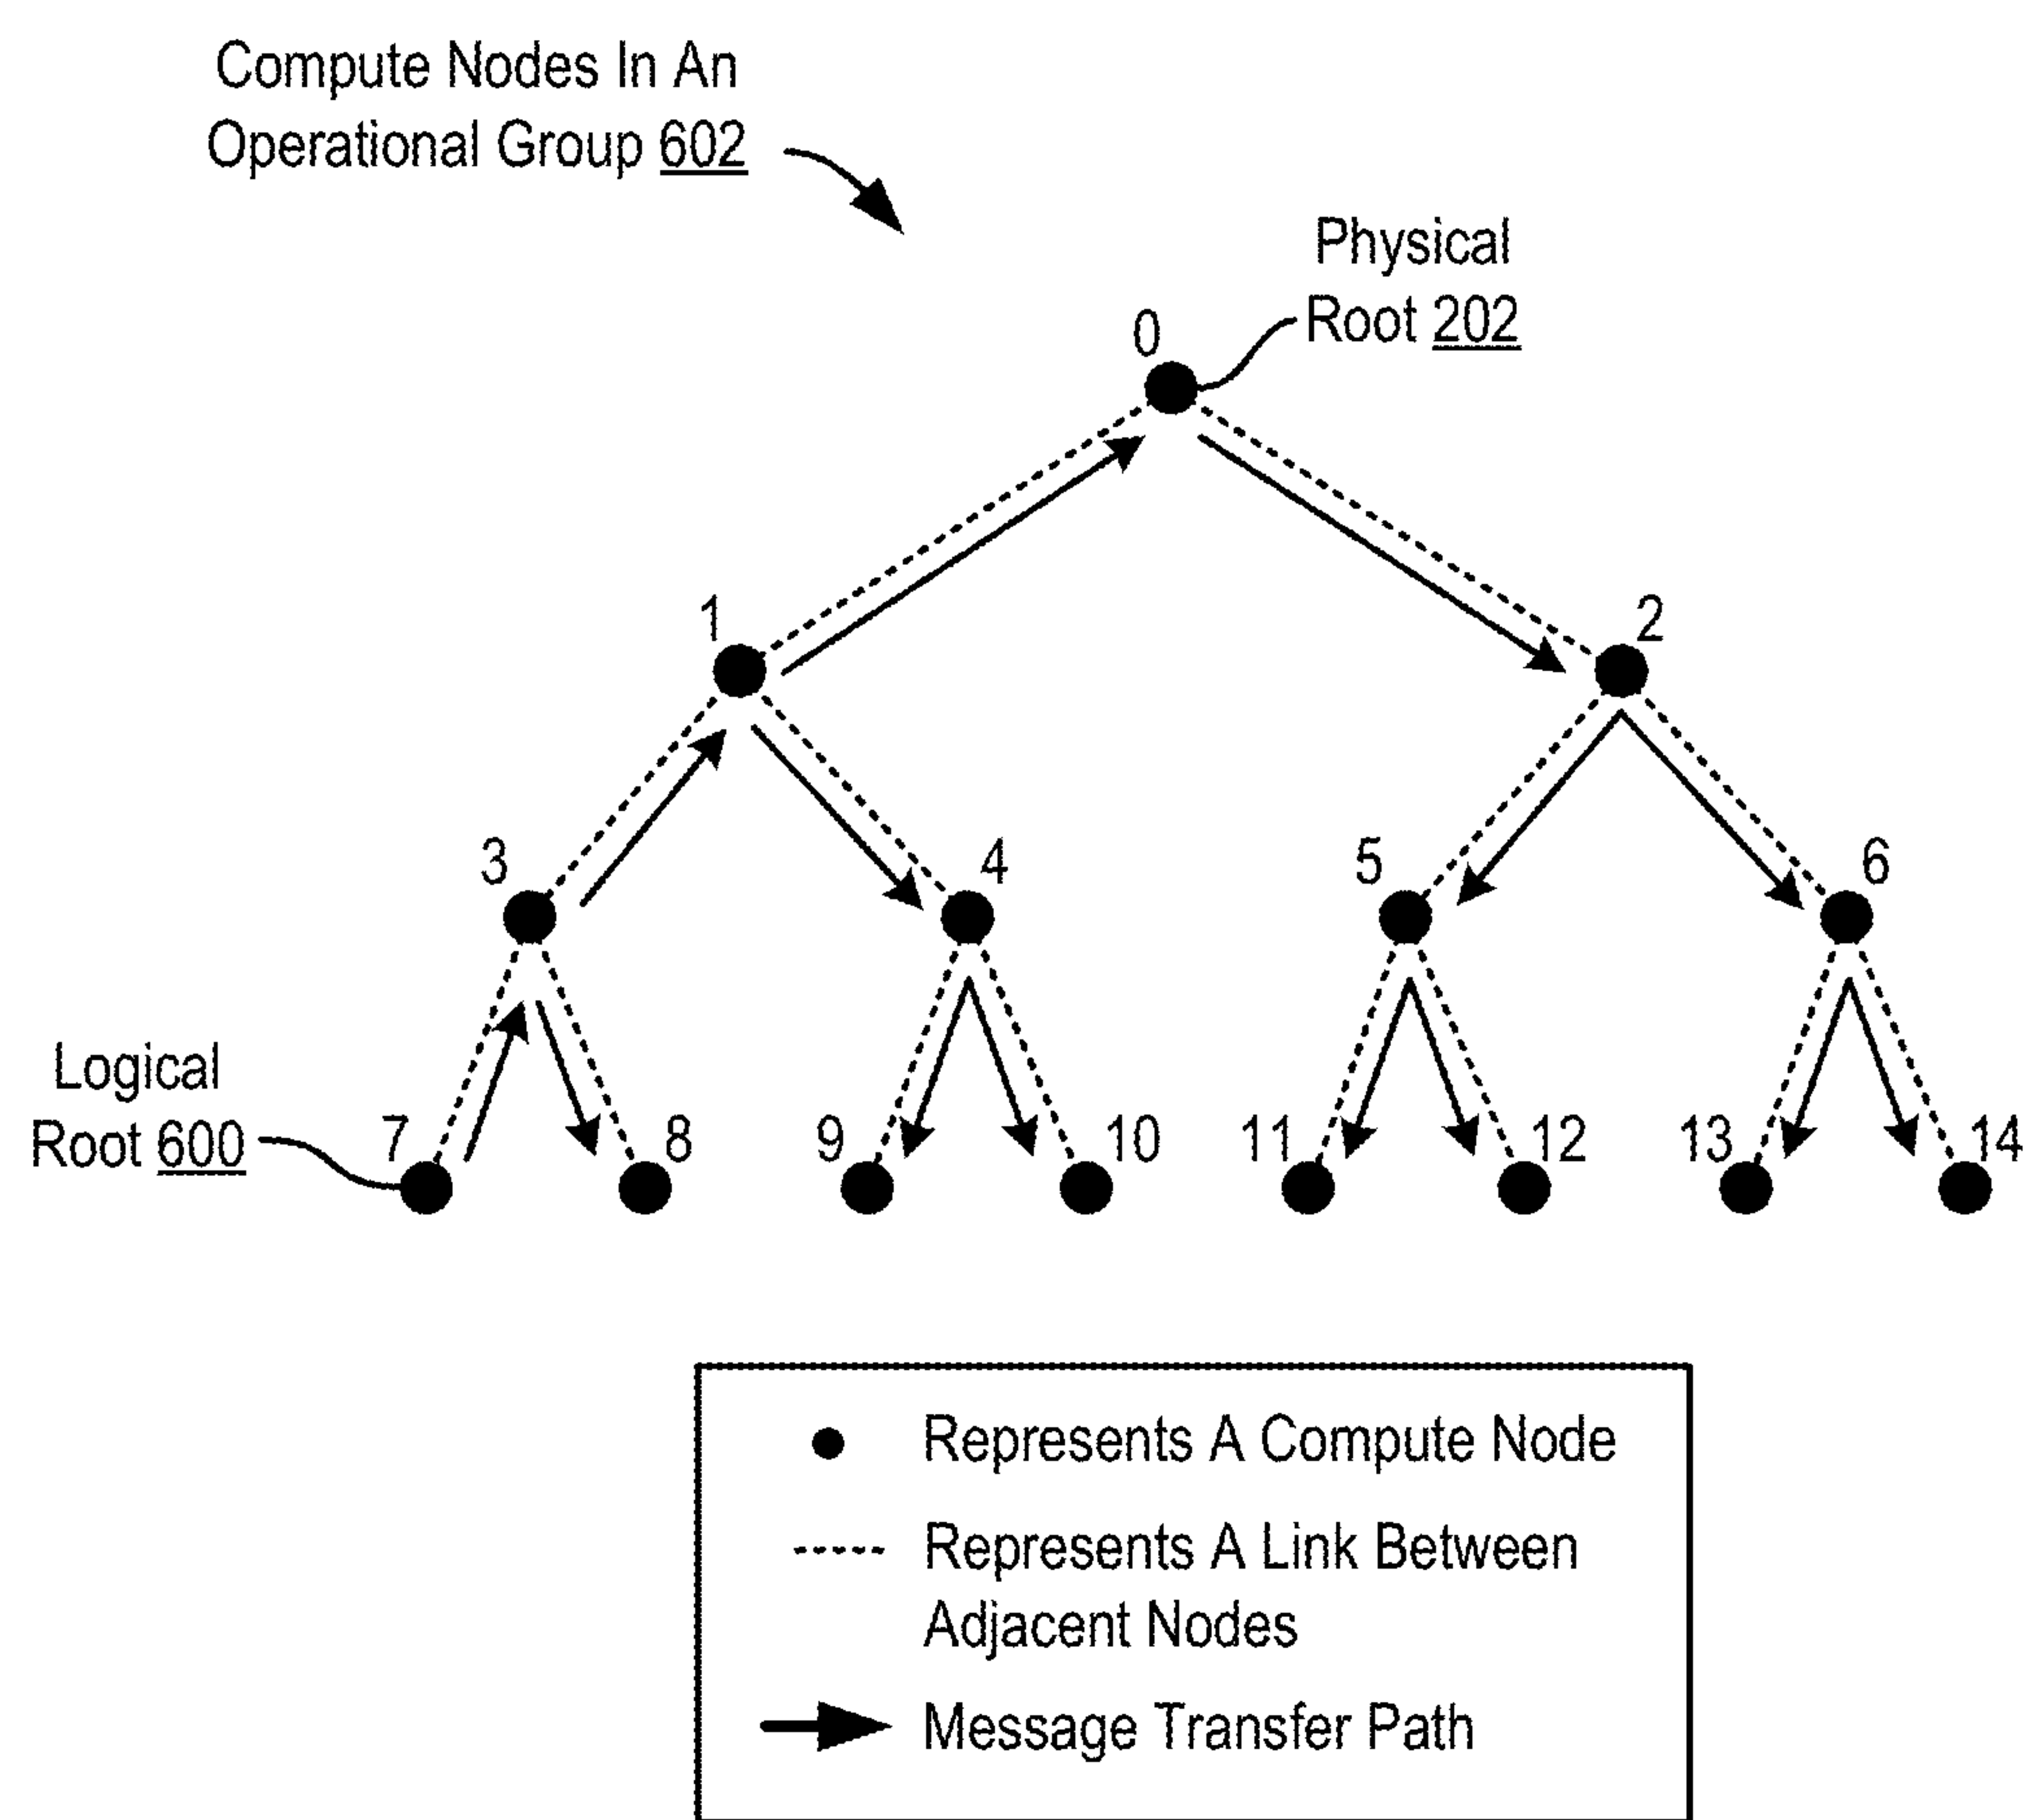 Compute Nodes In An
Operational Group 602
Physical
Root 202
0
1
2
3
4
5
6
Logical
Root 600
7
8
9
10
11
12
13
14
Represents A Compute Node
Represents A Link Between
Adjacent Nodes
Message Transfer Path